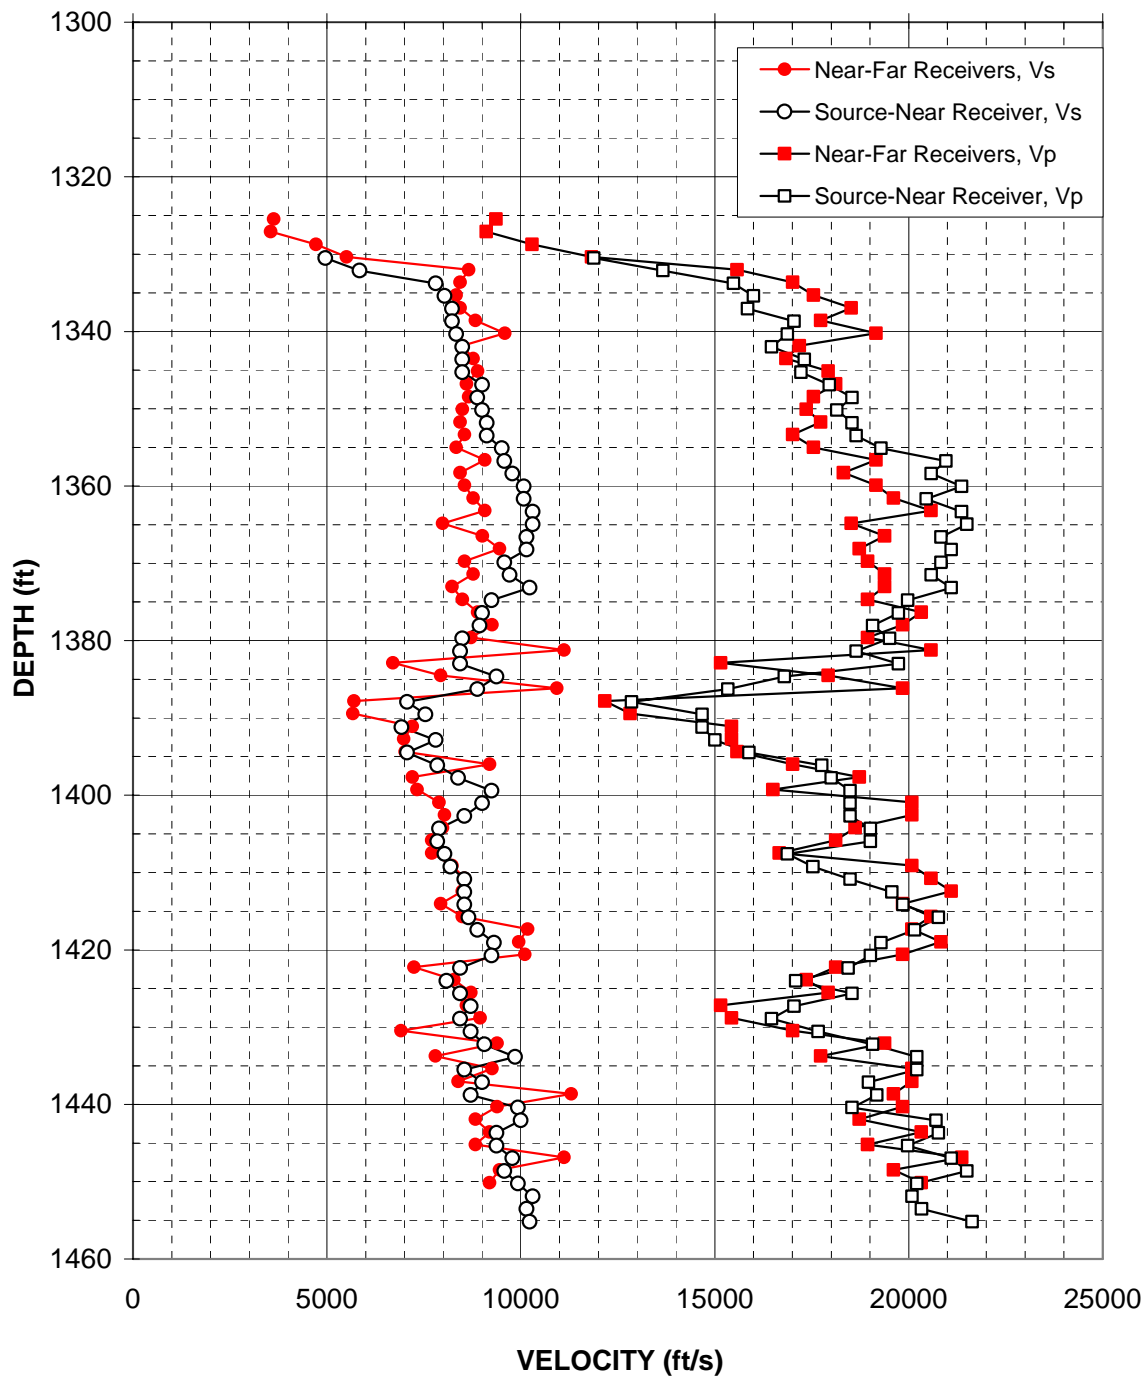 1300
1320
1340
1360
1380
1400
1420
1440
1460
DEPTH (ft)
Near-Far Receivers, Vs
Source-Near Receiver, Vs
Near-Far Receivers, Vp
Source-Near Receiver, Vp
0
5000
10000
15000
20000
25000
VELOCITY (ft/s)